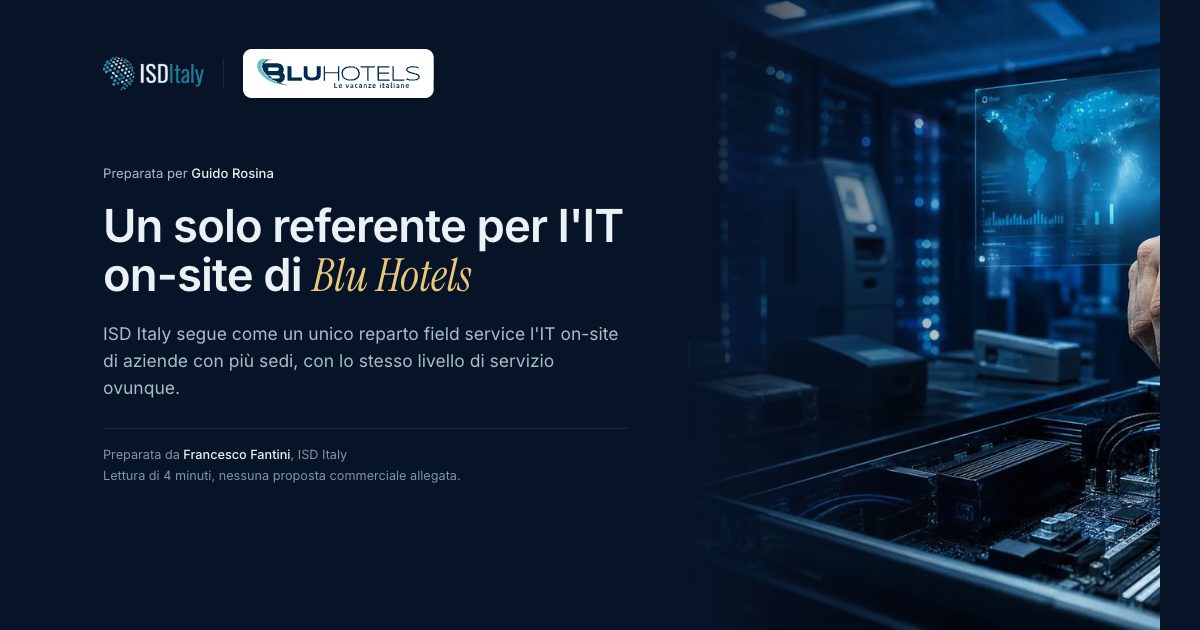 ISDItaly
BLUHOTELS
Le vacanze italiane
Preparata per Guido Rosina
Un solo referente per l'IT
on-site di Blu Hotels
ISD Italy segue come un unico reparto field service l'IT on-site
di aziende con più sedi, con lo stesso livello di servizio
ovunque.
Preparata da Francesco Fantini, ISD Italy
Lettura di 4 minuti, nessuna proposta commerciale allegata.